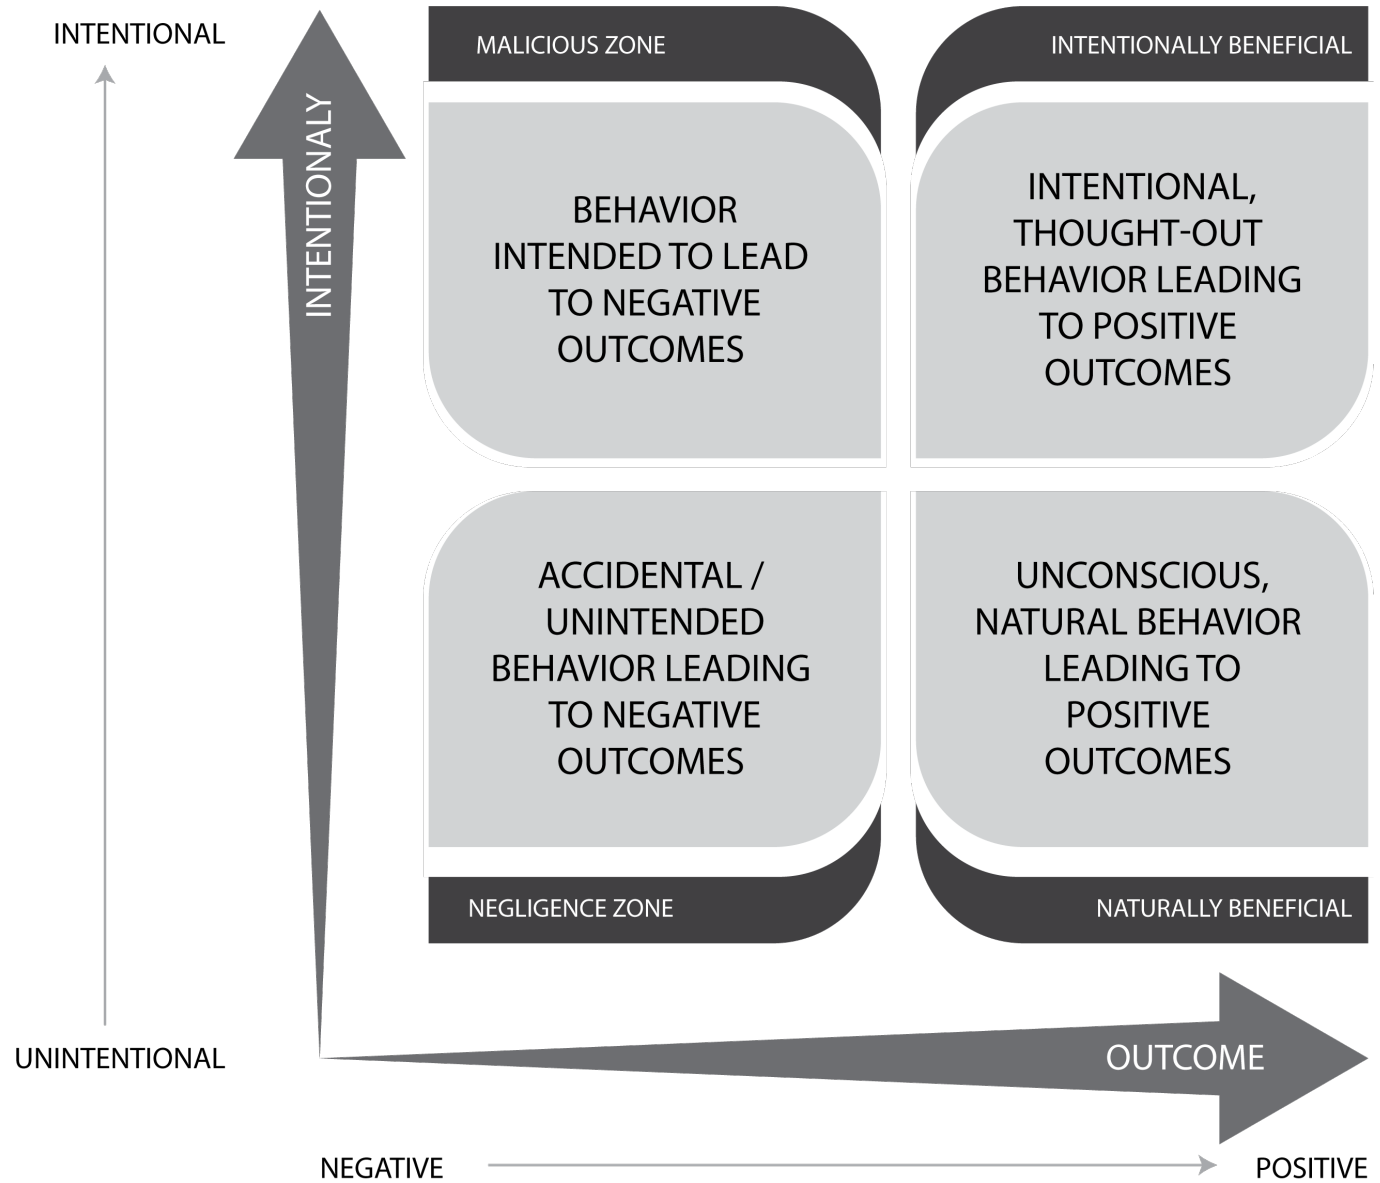 INTENTIONAL
INTENTIONALY
MALICIOUS ZONE
BEHAVIOR
INTENDED TO LEAD
TO NEGATIVE
OUTCOMES
INTENTIONALLY BENEFICIAL
INTENTIONAL,
THOUGHT-OUT
BEHAVIOR LEADING
TO POSITIVE
OUTCOMES
ACCIDENTAL /
UNINTENDED
BEHAVIOR LEADING
TO NEGATIVE
OUTCOMES
NEGLIGENCE ZONE
UNCONSCIOUS,
NATURAL BEHAVIOR
LEADING TO
POSITIVE
OUTCOMES
NATURALLY BENEFICIAL
UNINTENTIONAL
OUTCOME
NEGATIVE
POSITIVE